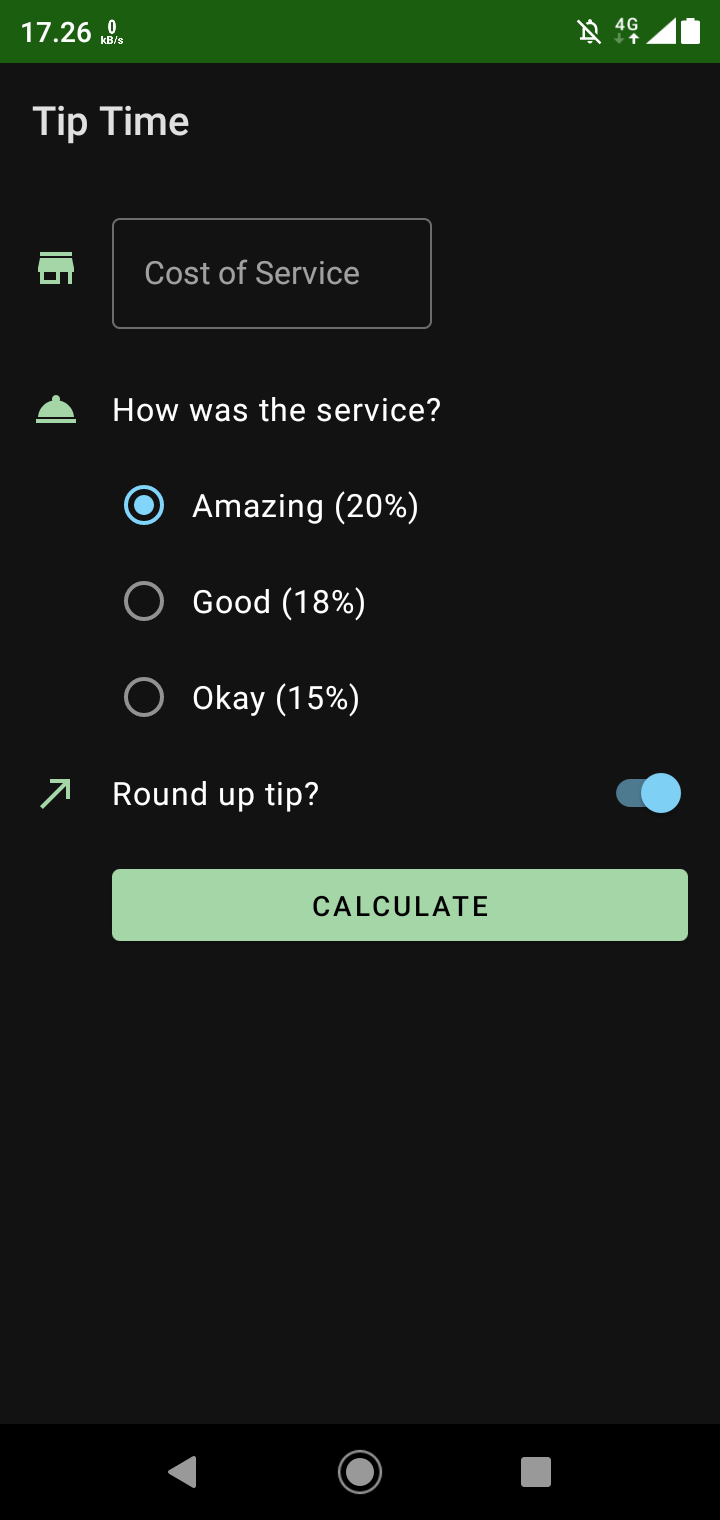 17.26 0 kB/s 4G
Tip Time
Cost of Service
How was the service?
Amazing (20%)
Good (18%)
Okay (15%)
Round up tip?
CALCULATE